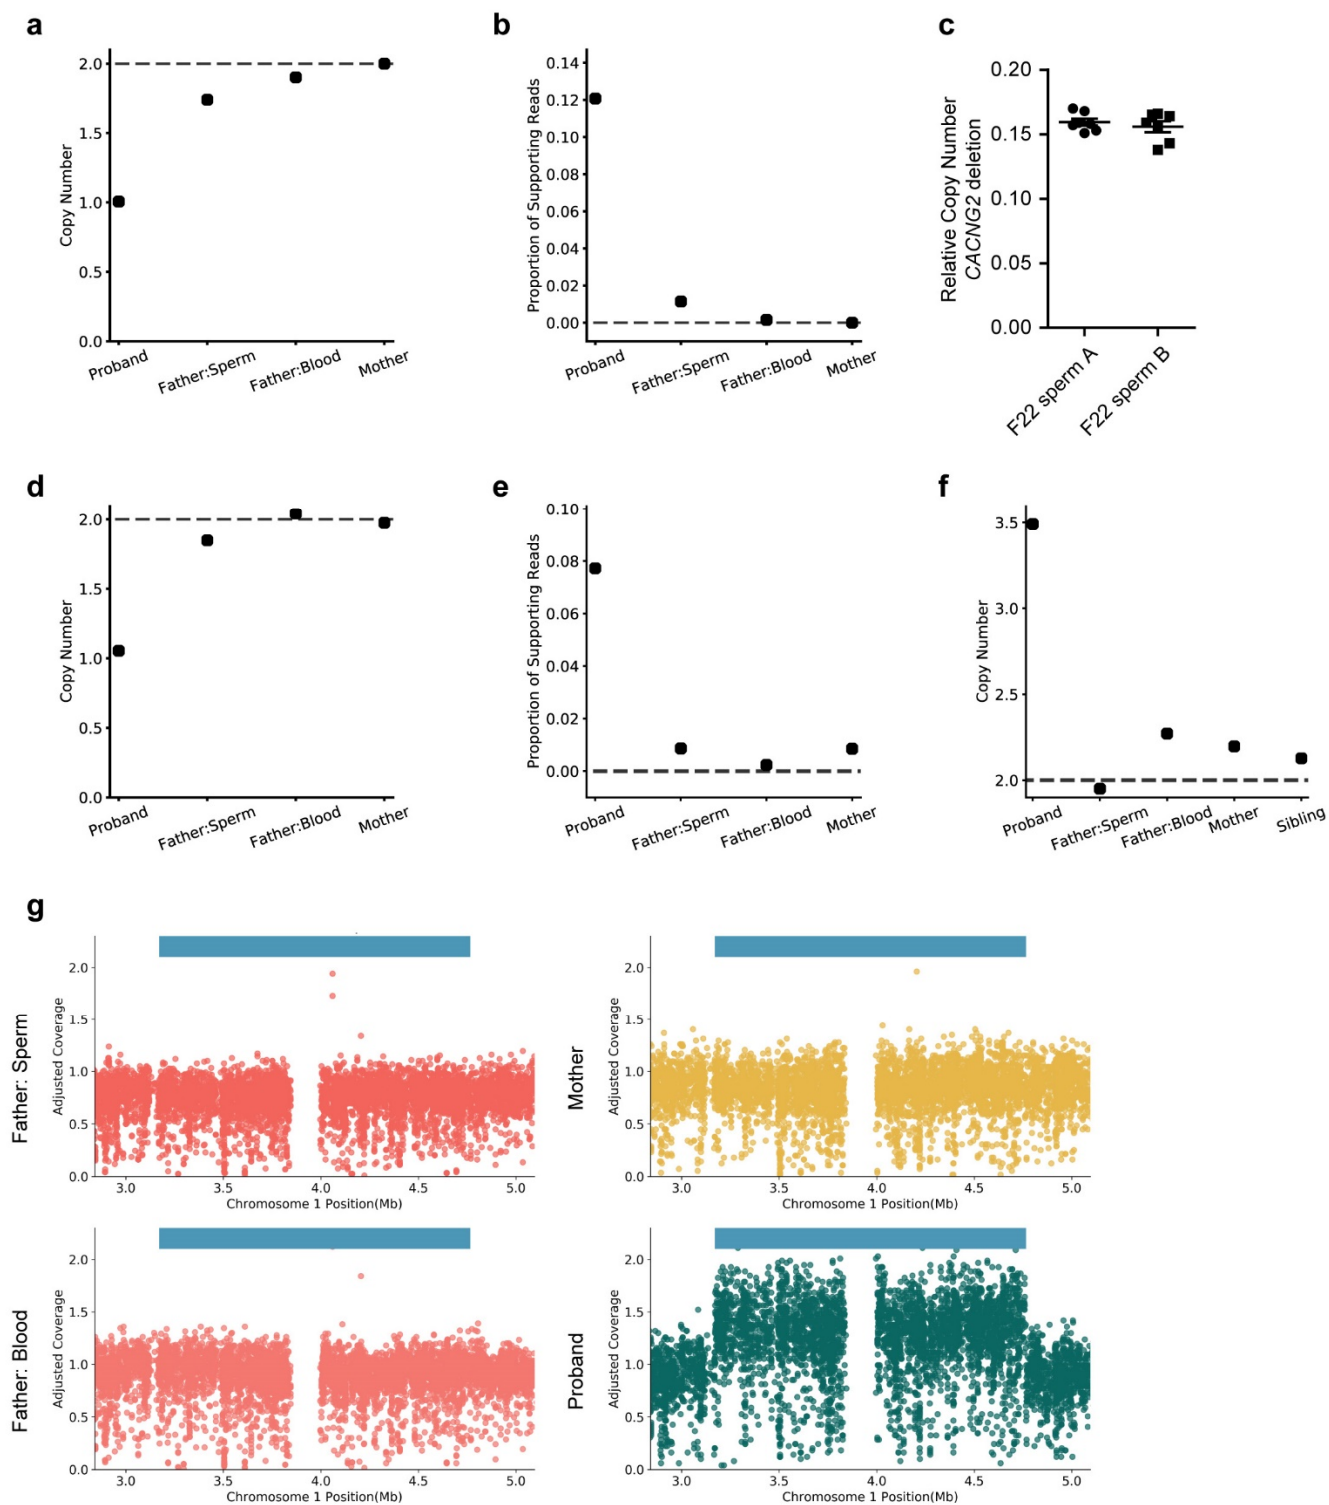 a
2.0
1.5
1.0
0.5
0.0
Copy Number
Proband
Father:Sperm
Father:Blood
Mother
b
0.14
0.12
0.10
0.08
0.06
0.04
0.02
0.00
Proportion of Supporting Reads
Proband
Father:Sperm
Father:Blood
Mother
c
0.20
0.15
0.10
0.05
0.00
Relative Copy Number
CACNG2 deletion
F22 sperm A
F22 sperm B
d
2.0
1.5
1.0
0.5
0.0
Copy Number
Proband
Father:Sperm
Father:Blood
Mother
e
0.10
0.08
0.06
0.04
0.02
0.00
Proportion of Supporting Reads
Proband
Father:Sperm
Father:Blood
Mother
f
3.5
3.0
2.5
2.0
Copy Number
Proband
Father:Sperm
Father:Blood
Mother
Sibling
g
Father: Sperm
Adjusted Coverage
2.0
1.5
1.0
0.5
0.0
3.0 3.5 4.0 4.5 5.0
Chromosome 1 Position(Mb)
Mother
Adjusted Coverage
2.0
1.5
1.0
0.5
0.0
3.0 3.5 4.0 4.5 5.0
Chromosome 1 Position(Mb)
Father: Blood
Adjusted Coverage
2.0
1.5
1.0
0.5
0.0
3.0 3.5 4.0 4.5 5.0
Chromosome 1 Position(Mb)
Proband
Adjusted Coverage
2.0
1.5
1.0
0.5
0.0
3.0 3.5 4.0 4.5 5.0
Chromosome 1 Position(Mb)